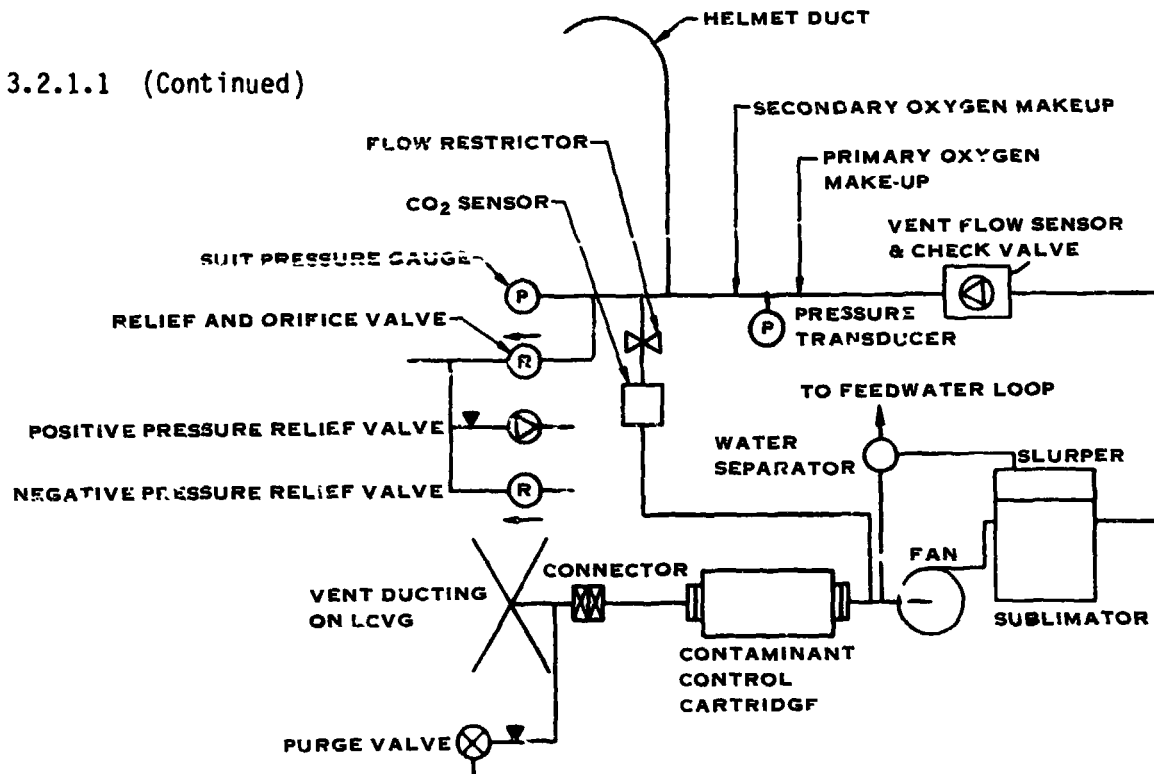 HELMET DUCT
3.2.1.1 (Continued)
SECONDARY OXYGEN MAKEUP
FLOW RESTRICTOR
PRIMARY OXYGEN
MAKE-UP
CO2 SENSOR
VENT FLOW SENSOR
& CHECK VALVE
SUIT PRESSURE GAUGE
P
RELIEF AND ORIFICE VALVE
R
P
PRESSURE
TRANSDUCER
TO FEEDWATER LOOP
POSITIVE PRESSURE RELIEF VALVE
WATER
SEPARATOR
SLURPER
NEGATIVE PRESSURE RELIEF VALVE
R
FAN
CONNECTOR
VENT DUCTING
ON LCVG
SUBLIMATOR
CONTAMINANT
CONTROL
CARTRIDGE
PURGE VALVE